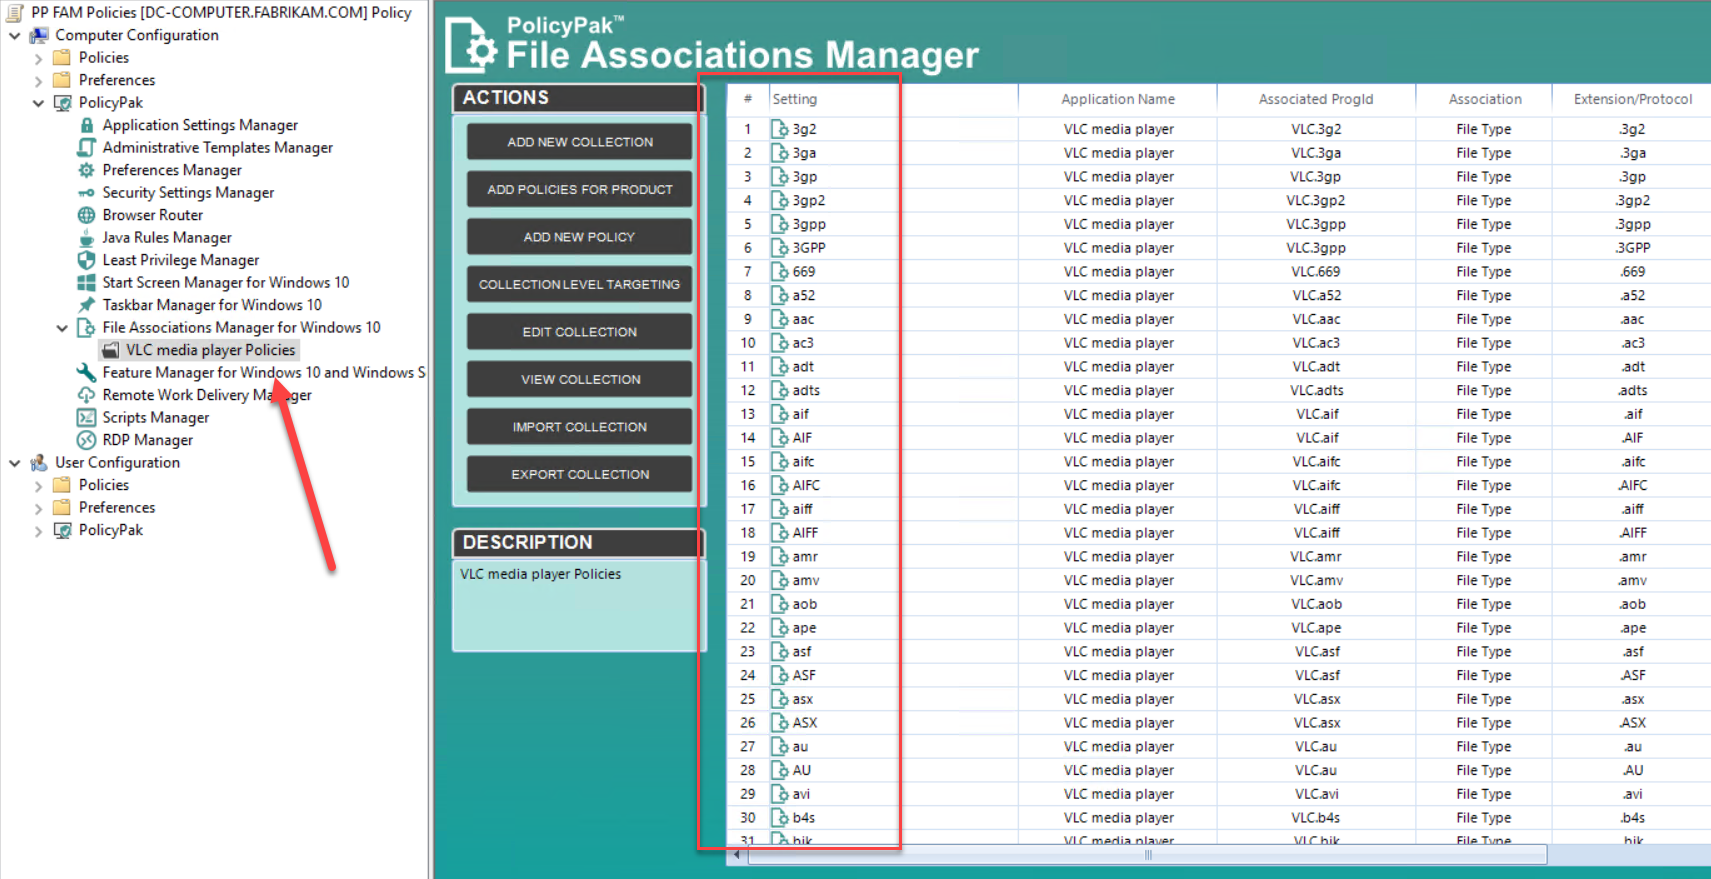 PP FAM Policies [DC-COMPUTER.FABRIKAM.COM] Policy
Computer Configuration
Policies
Preferences
PolicyPak
Application Settings Manager
Administrative Templates Manager
Preferences Manager
Security Settings Manager
Browser Router
Java Rules Manager
Least Privilege Manager
Start Screen Manager for Windows 10
Taskbar Manager for Windows 10
File Associations Manager for Windows 10
VLC media player Policies
Feature Manager for Windows 10 and Windows S
Remote Work Delivery Manager
Scripts Manager
RDP Manager
User Configuration
Policies
Preferences
PolicyPak
PolicyPak™
File Associations Manager
ACTIONS
ADD NEW COLLECTION
ADD POLICIES FOR PRODUCT
ADD NEW POLICY
COLLECTION LEVEL TARGETING
EDIT COLLECTION
VIEW COLLECTION
IMPORT COLLECTION
EXPORT COLLECTION
DESCRIPTION
VLC media player Policies
# Setting Application Name Associated ProgId Association Extension/Protocol
1 3g2 VLC media player VLC.3g2 File Type .3g2
2 3ga VLC media player VLC.3ga File Type .3ga
3 3gp VLC media player VLC.3gp File Type .3gp
4 3gp2 VLC media player VLC.3gp2 File Type .3gp2
5 3gpp VLC media player VLC.3gpp File Type .3gpp
6 3GPP VLC media player VLC.3gpp File Type .3GPP
7 669 VLC media player VLC.669 File Type .669
8 a52 VLC media player VLC.a52 File Type .a52
9 aac VLC media player VLC.aac File Type .aac
10 ac3 VLC media player VLC.ac3 File Type .ac3
11 adt VLC media player VLC.adt File Type .adt
12 adts VLC media player VLC.adts File Type .adts
13 aif VLC media player VLC.aif File Type .aif
14 AIF VLC media player VLC.aif File Type .AIF
15 aifc VLC media player VLC.aifc File Type .aifc
16 AIFC VLC media player VLC.aifc File Type .AIFC
17 aiff VLC media player VLC.aiff File Type .aiff
18 AIFF VLC media player VLC.aiff File Type .AIFF
19 amr VLC media player VLC.amr File Type .amr
20 amv VLC media player VLC.amv File Type .amv
21 aob VLC media player VLC.aob File Type .aob
22 ape VLC media player VLC.ape File Type .ape
23 asf VLC media player VLC.asf File Type .asf
24 ASF VLC media player VLC.asf File Type .ASF
25 asx VLC media player VLC.asx File Type .asx
26 ASX VLC media player VLC.asx File Type .ASX
27 au VLC media player VLC.au File Type .au
28 AU VLC media player VLC.au File Type .AU
29 avi VLC media player VLC.avi File Type .avi
30 b4s VLC media player VLC.b4s File Type .b4s
31 bik VLC media player VLC.bik File Type .bik